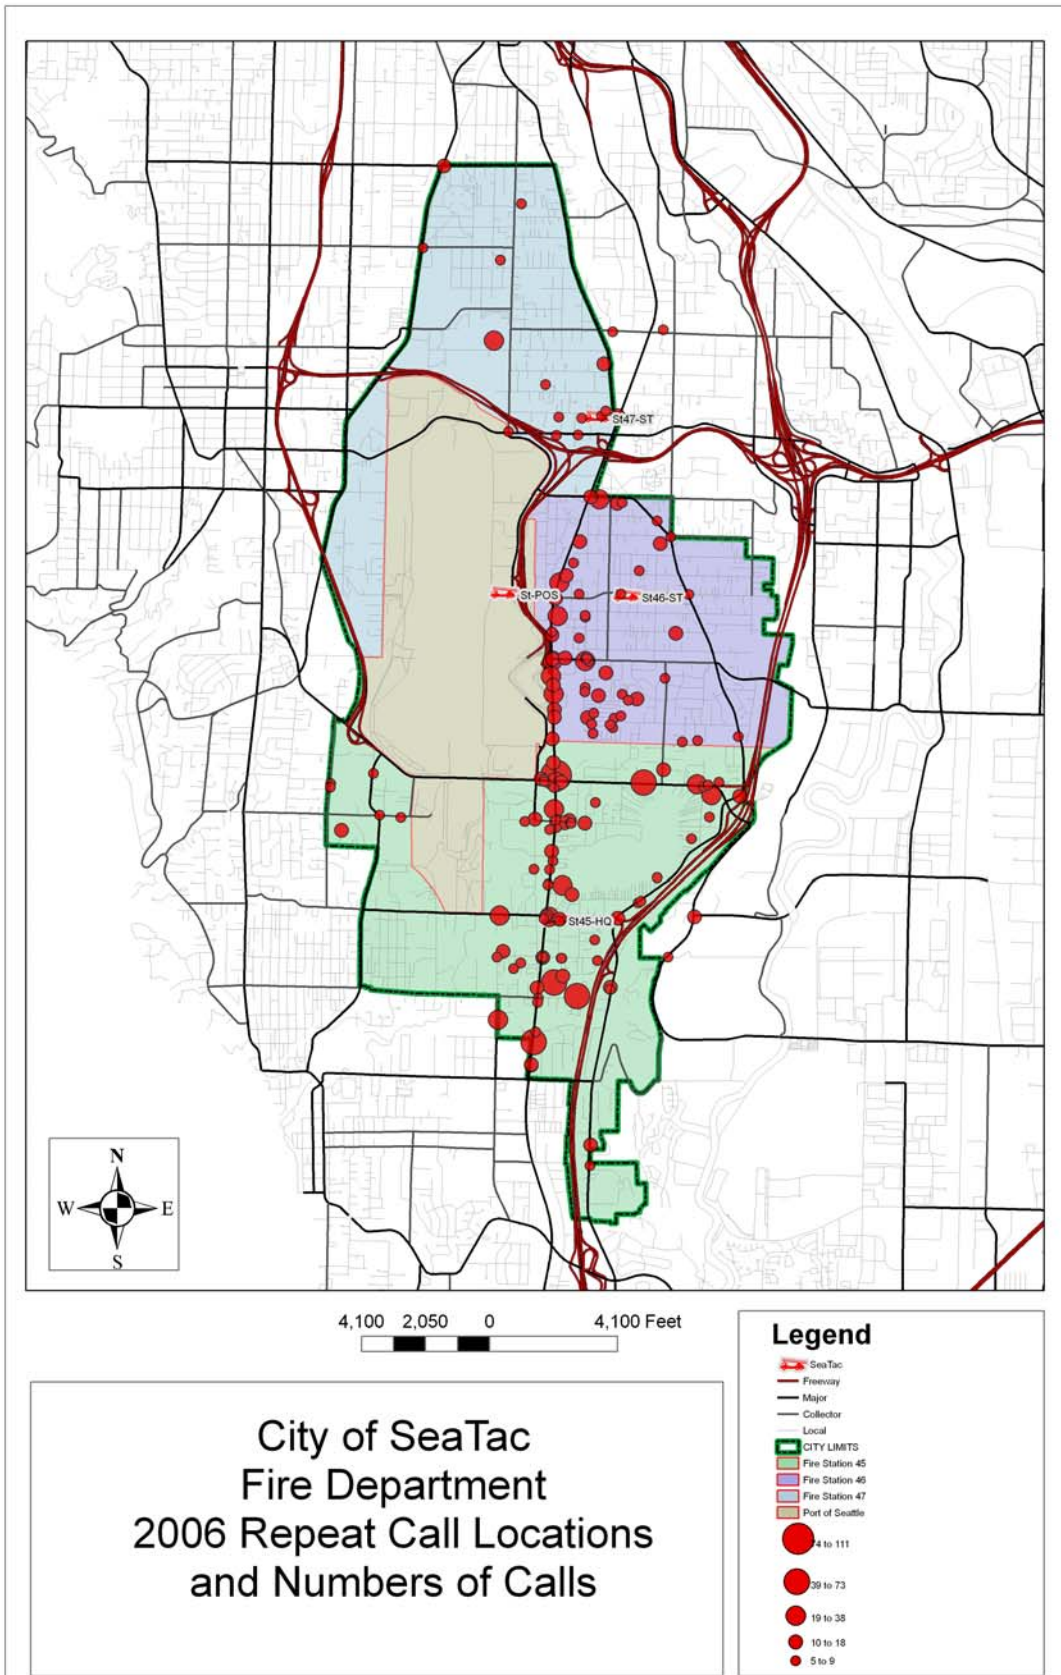 St47-ST
St-POS
St46-ST
St45-HQ
N
W
E
S
4,100 2,050 0 4,100 Feet
City of SeaTac
Fire Department
2006 Repeat Call Locations
and Numbers of Calls
Legend
SeaTac
Freeway
Major
Collector
Local
CITY LIMITS
Fire Station 45
Fire Station 46
Fire Station 47
Port of Seattle
74 to 111
39 to 73
19 to 38
10 to 18
5 to 9